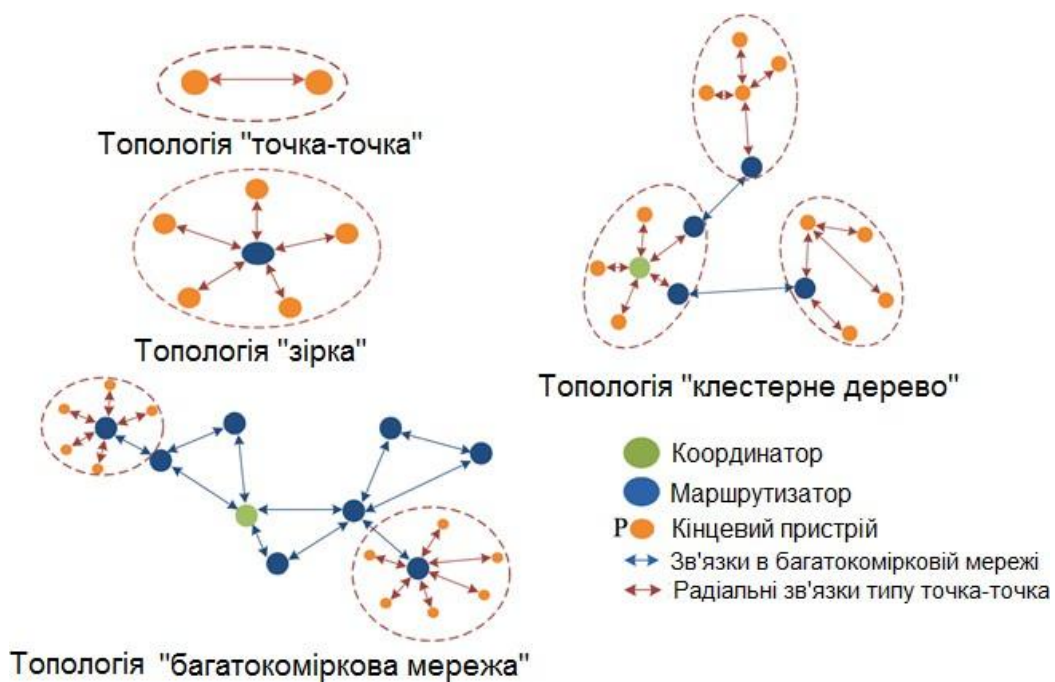 Топологія "точка-точка"
Топологія "зірка"
Топологія "клестерне дерево"
Координатор
Маршрутизатор
P Кінцевий пристрій
Зв'язки в багатокомірковій мережі
Радіальні зв'язки типу точка-точка
Топологія "багатокоміркова мережа"